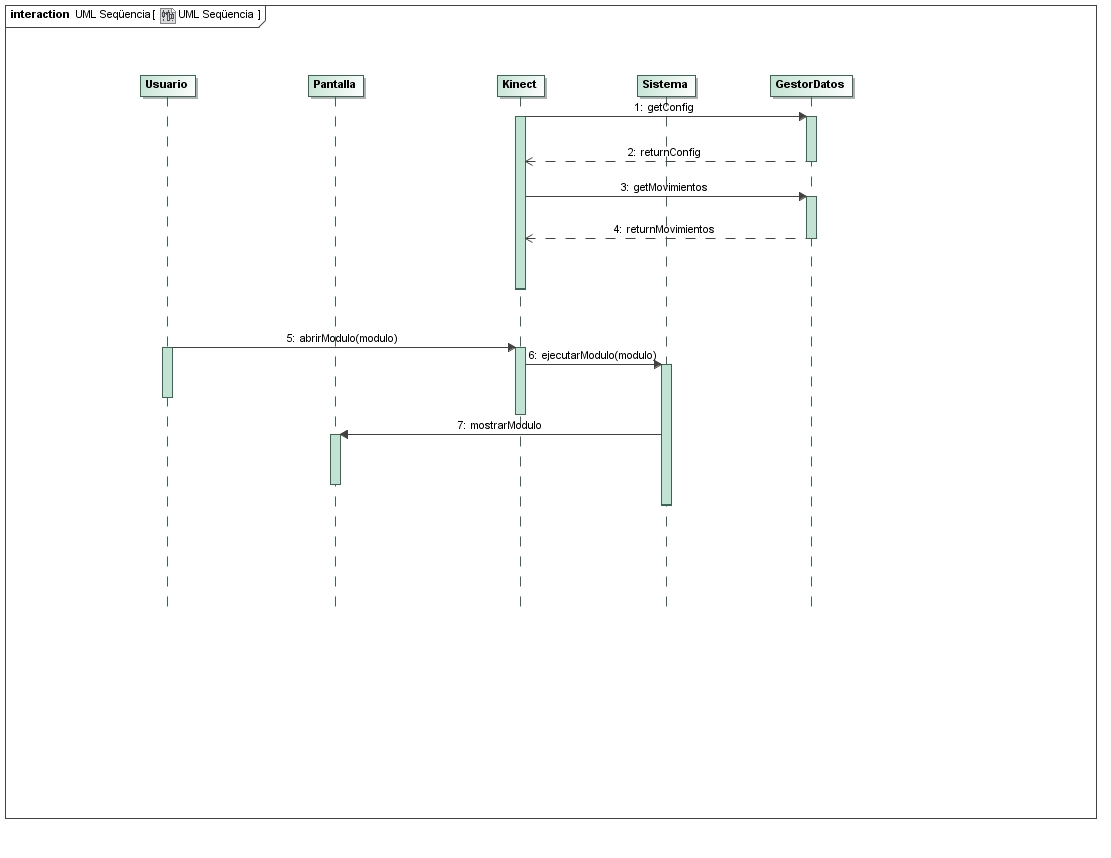 interaction UML Seqüencia[ UML Seqüencia ]
Usuario
Pantalla
Kinect
Sistema
GestorDatos
1: getConfig
2: returnConfig
3: getMovimientos
4: returnMovimientos
5: abrirModulo(modulo)
6: ejecutarModulo(modulo)
7: mostrarModulo